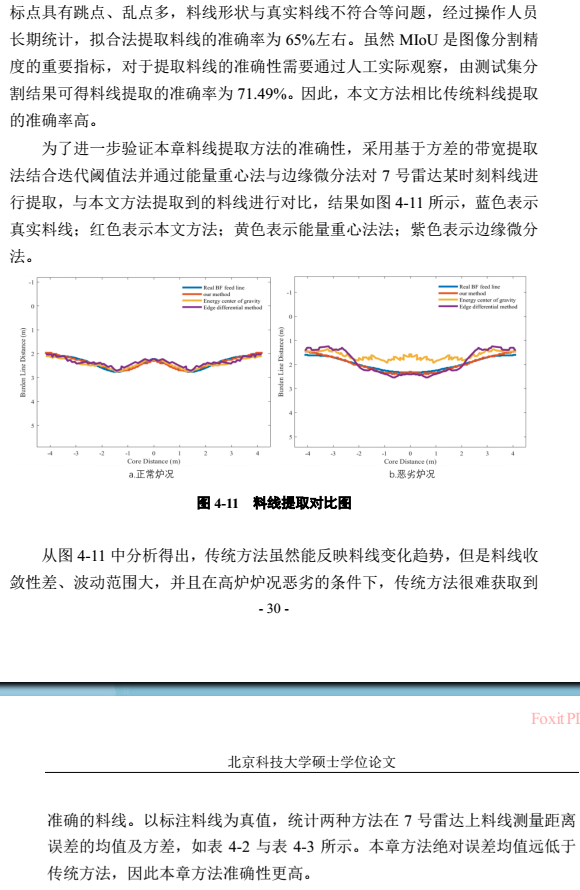 标点具有跳点、乱点多，料线形状与真实料线不符合等问题，经过操作人员
长期统计，拟合法提取料线的准确率为 65%左右。虽然 MIoU 是图像分割精
度的重要指标，对于提取料线的准确性需要通过人工实际观察，由测试集分
割结果可得料线提取的准确率为 71.49%。因此，本文方法相比传统料线提取
的准确率高。
为了进一步验证本章料线提取方法的准确性，采用基于方差的带宽提取
法结合迭代阈值法并通过能量重心法与边缘微分法对 7 号雷达某时刻料线进
行提取，与本文方法提取到的料线进行对比，结果如图 4-11 所示，蓝色表示
真实料线；红色表示本文方法；黄色表示能量重心法法；紫色表示边缘微分
法。
Real BF feed line
our method
Energy center of gravity
Edge differential method
Burden Line Distance (m)
-1
0
1
2
3
4
5
-4 -3 -2 -1 0 1 2 3 4
Core Distance (m)
a.正常炉况
Real BF feed line
our method
Energy center of gravity
Edge differential method
Burden Line Distance (m)
-1
0
1
2
3
4
5
-4 -3 -2 -1 0 1 2 3 4
Core Distance (m)
b.恶劣炉况
图 4-11 料线提取对比图
从图 4-11 中分析得出，传统方法虽然能反映料线变化趋势，但是料线收
敛性差、波动范围大，并且在高炉炉况恶劣的条件下，传统方法很难获取到
- 30 -
Foxit PD
北京科技大学硕士学位论文
准确的料线。以标注料线为真值，统计两种方法在 7 号雷达上料线测量距离
误差的均值及方差，如表 4-2 与表 4-3 所示。本章方法绝对误差均值远低于
传统方法，因此本章方法准确性更高。